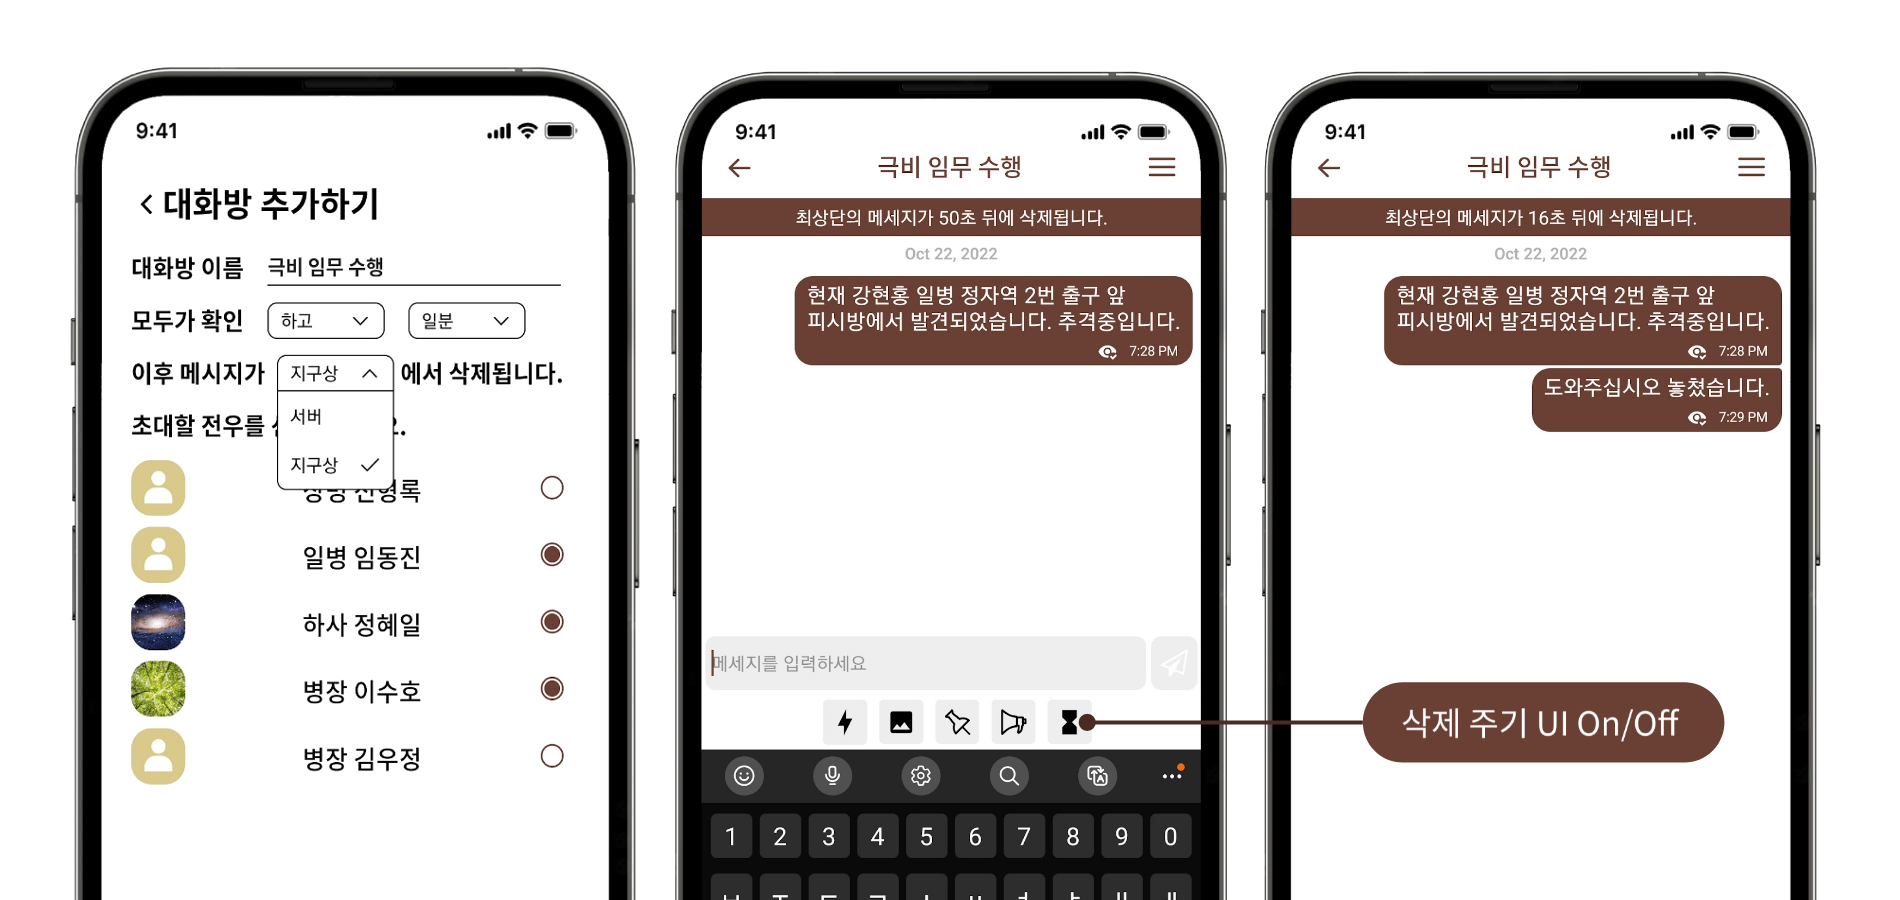 9:41
대화방 추가하기
대화방 이름 극비 임무 수행
모두가 확인 하고 일분
이후 메시지가 지구상 에서 삭제됩니다.
서버
초대할 전우를
지구상
일병 임동진
하사 정혜일
병장 이수호
병장 김우정
9:41
극비 임무 수행
최상단의 메세지가 50초 뒤에 삭제됩니다.
Oct 22, 2022
현재 강현홍 일병 정자역 2번 출구 앞
피시방에서 발견되었습니다. 추격중입니다.
7:28 PM
메세지를 입력하세요
1 2 3 4 5 6 7 8 9 0
9:41
극비 임무 수행
최상단의 메세지가 16초 뒤에 삭제됩니다.
Oct 22, 2022
현재 강현홍 일병 정자역 2번 출구 앞
피시방에서 발견되었습니다. 추격중입니다.
7:28 PM
도와주십시오 놓쳤습니다.
7:29 PM
삭제 주기 UI On/Off